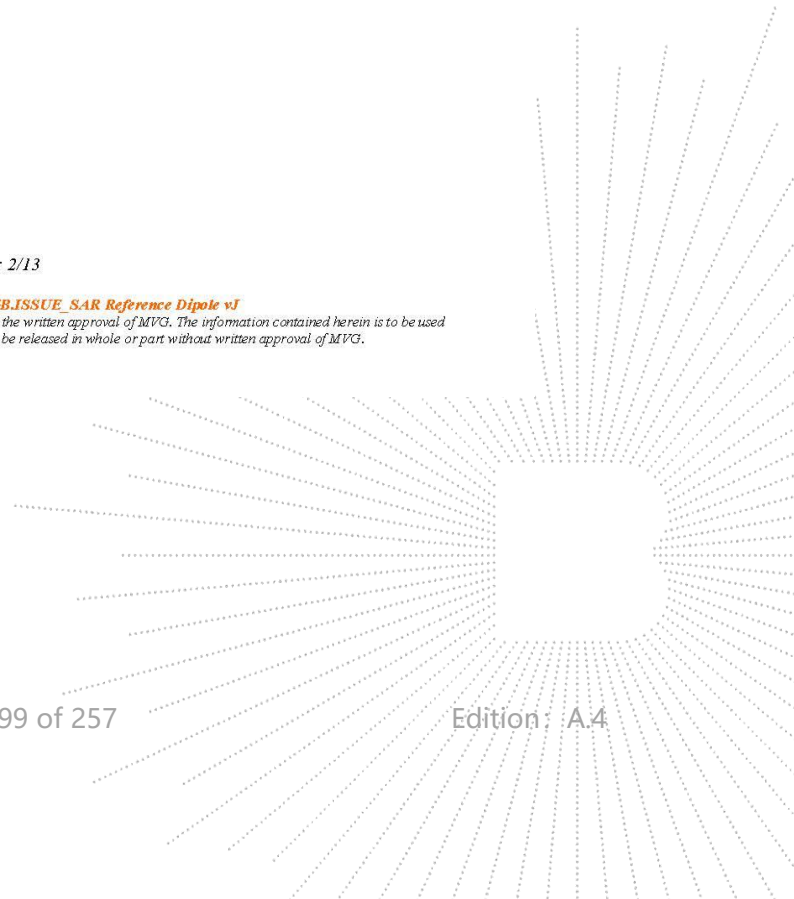 : 2/13
B.ISSUE_SAR Reference Dipole vJ
the written approval of MVG. The information contained herein is to be used
be released in whole or part without written approval of MVG.
99 of 257 Edition：A.4